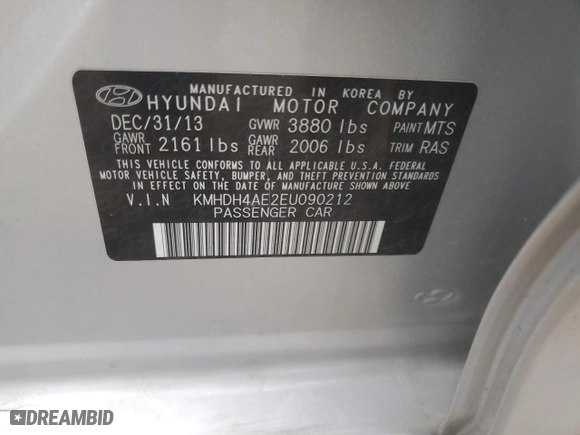 MANUFACTURED IN KOREA BY
HYUNDAI MOTOR COMPANY
DEC/31/13 GVWR 3880 lbs PAINT MTS
GAWR FRONT 2161 lbs GAWR REAR 2006 lbs TRIM RAS
THIS VEHICLE CONFORMS TO ALL APPLICABLE U.S.A. FEDERAL
MOTOR VEHICLE SAFETY, BUMPER, AND THEFT PREVENTION
STANDARDS IN EFFECT ON THE DATE OF MANUFACTURE SHOWN ABOVE
V.I.N KMHDH4AE2EU090212
PASSENGER CAR
DREAMBID